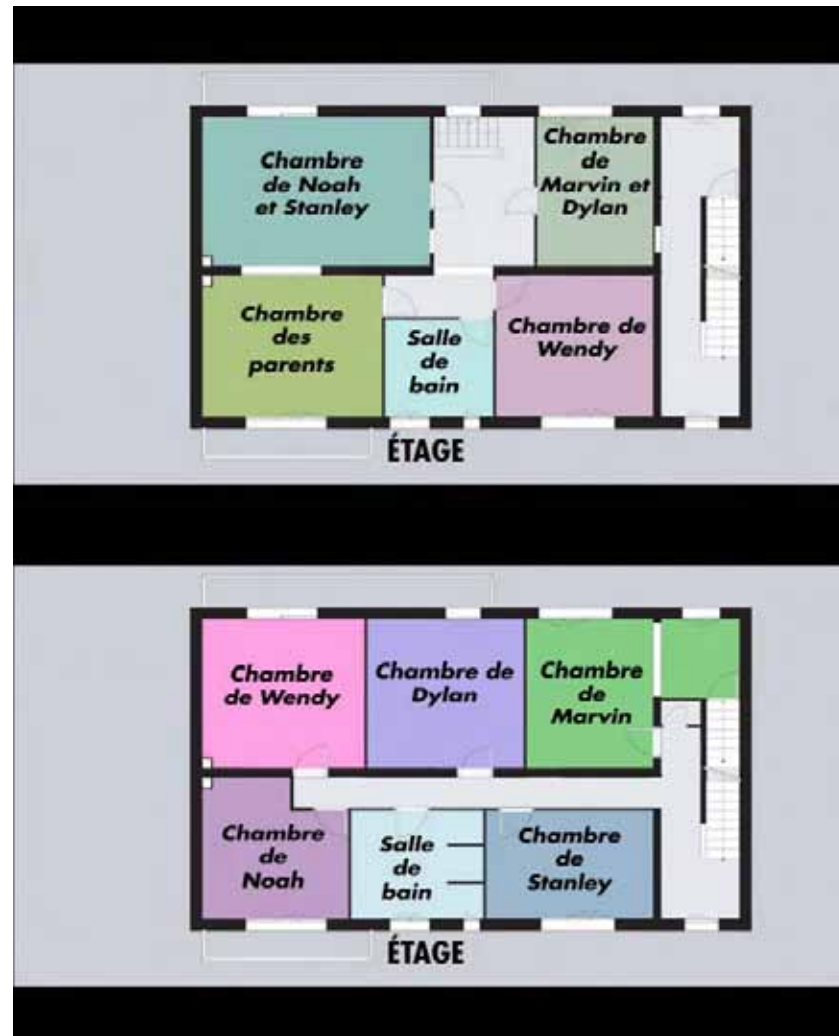 Chambre
de Noah
et Stanley
Chambre
de
Marvin et
Dylan
Chambre
des
parents
Salle
de
bain
Chambre de
Wendy
ÉTAGE
Chambre
de Wendy
Chambre de
Dylan
Chambre
de
Marvin
Chambre
de
Noah
Salle
de
bain
Chambre
de
Stanley
ÉTAGE